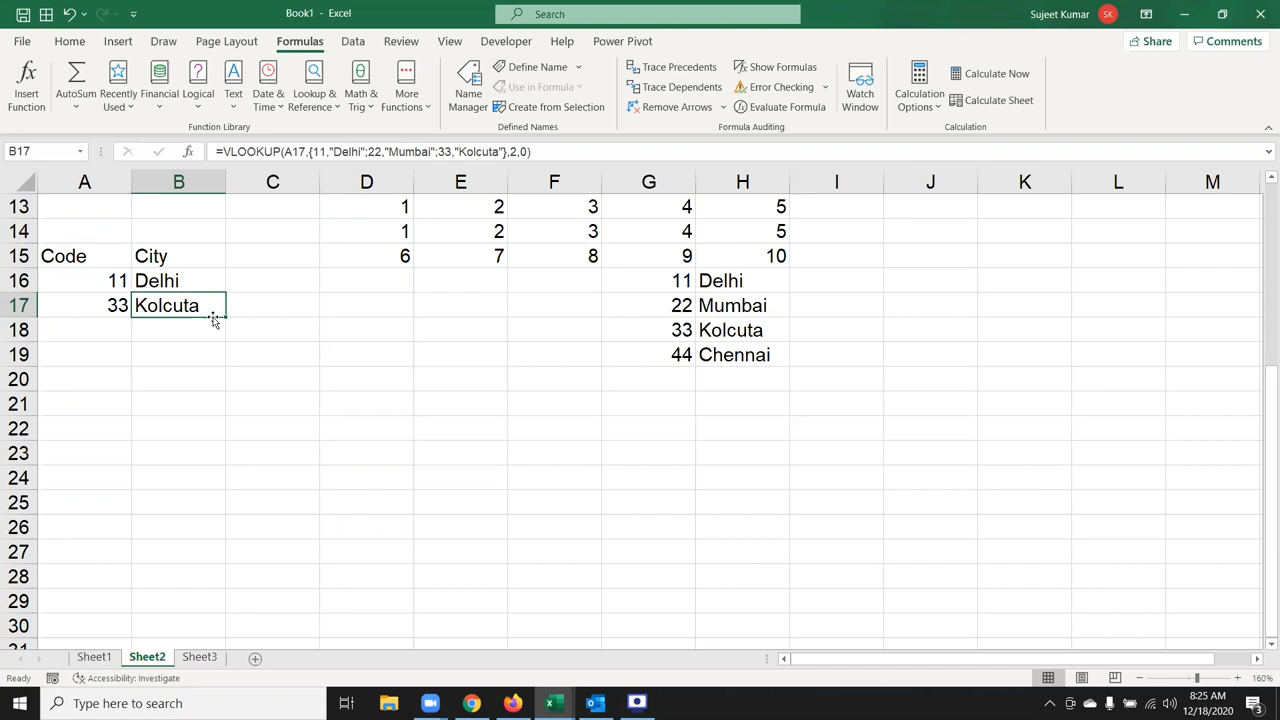 Book1 - Excel
Search
Sujeet Kumar
SK
File Home Insert Draw Page Layout Formulas Data Review View Developer Help Power Pivot
Share
Comments
Insert Function
AutoSum
Recently Used
Financial
Logical
Text
Date & Time
Lookup & Reference
Math & Trig
More Functions
Function Library
Name Manager
Define Name
Use in Formula
Create from Selection
Defined Names
Trace Precedents
Trace Dependents
Remove Arrows
Show Formulas
Error Checking
Evaluate Formula
Formula Auditing
Watch Window
Calculation Options
Calculate Now
Calculate Sheet
Calculation
B17
fx
=VLOOKUP(A17,{11,"Delhi";22,"Mumbai";33,"Kolcuta"},2,0)
A B C D E F G H I J K L M
13 1 2 3 4 5
14 1 2 3 4 5
15 Code City 6 7 8 9 10
16 11 Delhi 11 Delhi
17 33 Kolcuta 22 Mumbai
18 33 Kolcuta
19 44 Chennai
20
21
22
23
24
25
26
27
28
29
30
Sheet1 Sheet2 Sheet3
Ready
Accessibility: Investigate
160%
Type here to search
8:25 AM
12/18/2020
3